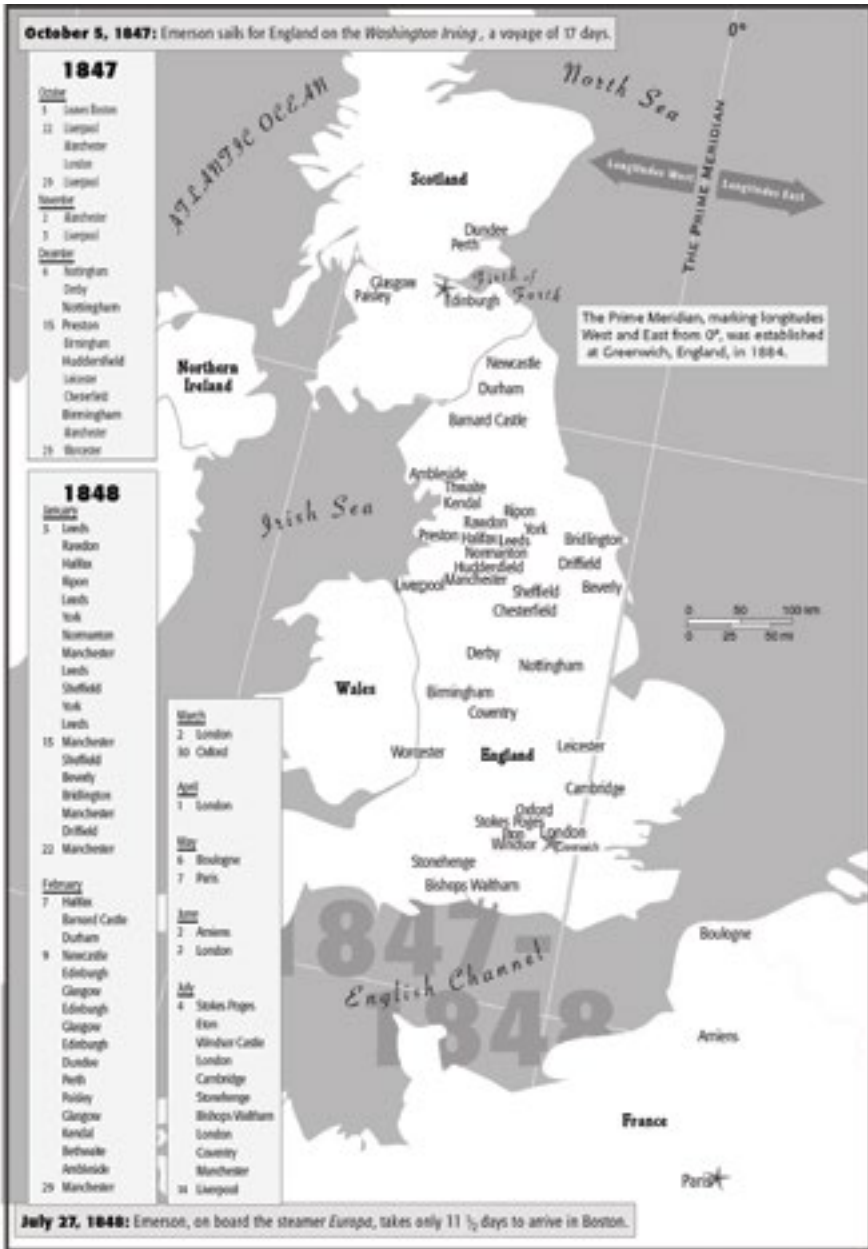 October 5, 1847: Emerson sails for England on the Washington Irving, a voyage of 17 days.
1847
October
5 Leaves Boston
22 Liverpool
Manchester
London
29 Liverpool
November
2 Manchester
3 Liverpool
December
6 Nottingham
Derby
Nottingham
15 Preston
Birmingham
Huddersfield
Leicester
Chesterfield
Birmingham
Manchester
Worcester
1848
January
3 Leeds
Rawdon
Halifax
Ripon
Leeds
York
Normanton
Manchester
Leeds
Sheffield
York
Leeds
15 Manchester
Sheffield
Beverly
Bridlington
Manchester
Driffield
22 Manchester
February
7 Halifax
Barnard Castle
Durham
9 Newcastle
Edinburgh
Glasgow
Edinburgh
Glasgow
Edinburgh
Dundee
Perth
Paisley
Glasgow
Kendal
Bethwaite
Ambleside
29 Manchester
March
2 London
30 Oxford
April
1 London
May
6 Boulogne
7 Paris
June
2 Amiens
2 London
July
4 Stokes Poges
Eton
Windsor Castle
London
Cambridge
Stonehenge
Bishops Waltham
London
Coventry
Manchester
Liverpool
0°
North Sea
ATLANTIC OCEAN
Longitudes West
Longitudes East
THE PRIME MERIDIAN
Scotland
Dundee
Perth
Firth of
Forth
Glasgow
Paisley
Edinburgh
The Prime Meridian, marking longitudes
West and East from 0°, was established
at Greenwich, England, in 1884.
Northern
Ireland
Newcastle
Durham
Barnard Castle
Ambleside
Thwaite
Kendal
Irish Sea
Ripon
Rawdon
York
Preston Halifax Leeds
Bridlington
Normanton
Huddersfield
Driffield
Liverpool Manchester
Sheffield
Beverly
Chesterfield
0 50 100 km
0 25 50 mi
Derby
Nottingham
Wales
Birmingham
Coventry
Worcester
England
Leicester
Cambridge
Oxford
Stokes Poges
Eton London
Windsor Greenwich
Stonehenge
Bishops Waltham
1847-
1848
English Channel
Boulogne
Amiens
France
Paris
July 27, 1848: Emerson, on board the steamer Europa, takes only 11 ½ days to arrive in Boston.